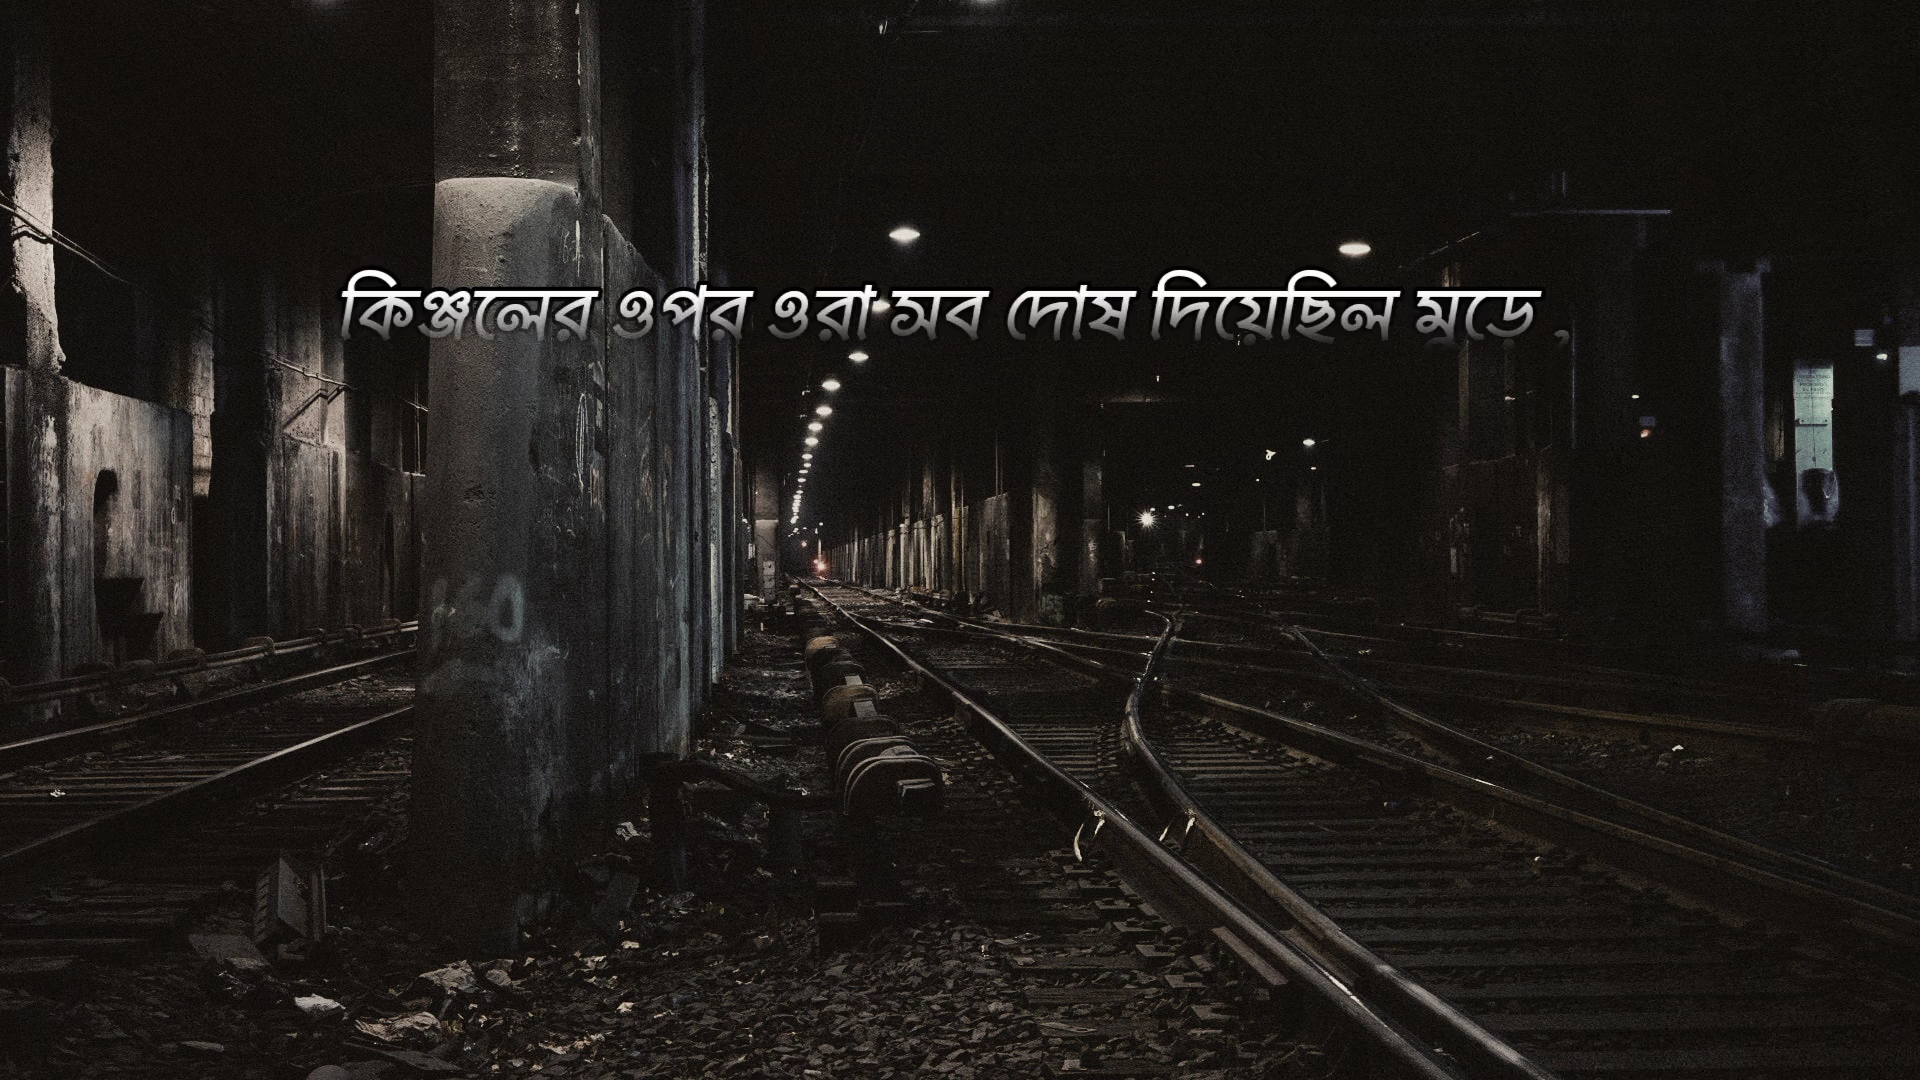 কিঞ্জলের ওপর ওরা সব দোষ দিয়েছিল মুড়ে ,